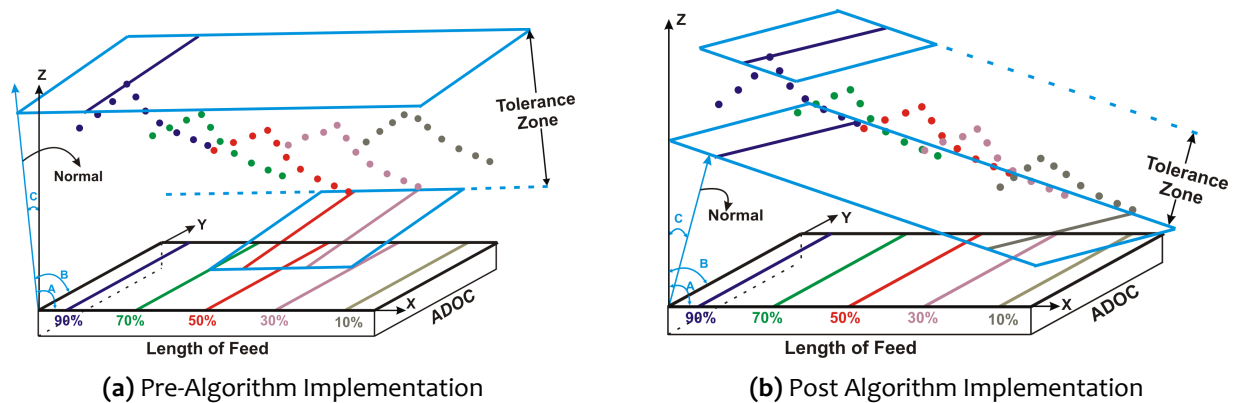 Z
Tolerance
Zone
Normal
C
Y
B
A
X
90%
70%
50%
30%
10%
ADOC
Length of Feed
(a) Pre-Algorithm Implementation
Z
Tolerance
Zone
C
Normal
Y
B
A
X
90%
70%
50%
30%
10%
ADOC
Length of Feed
(b) Post Algorithm Implementation